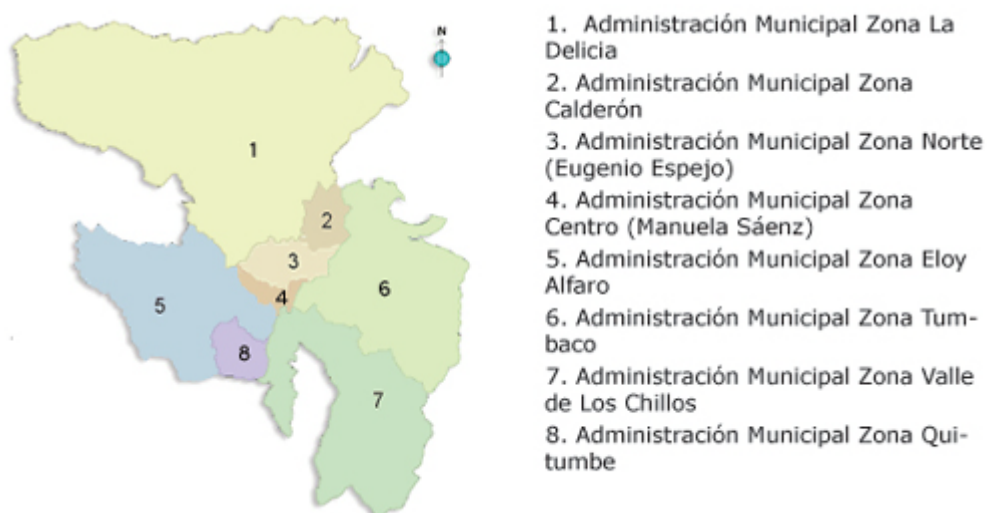 N
1
2
3
4
5
6
7
8
1. Administración Municipal Zona La
Delicia
2. Administración Municipal Zona
Calderón
3. Administración Municipal Zona Norte
(Eugenio Espejo)
4. Administración Municipal Zona
Centro (Manuela Sáenz)
5. Administración Municipal Zona Eloy
Alfaro
6. Administración Municipal Zona Tum-
baco
7. Administración Municipal Zona Valle
de Los Chillos
8. Administración Municipal Zona Qui-
tumbe